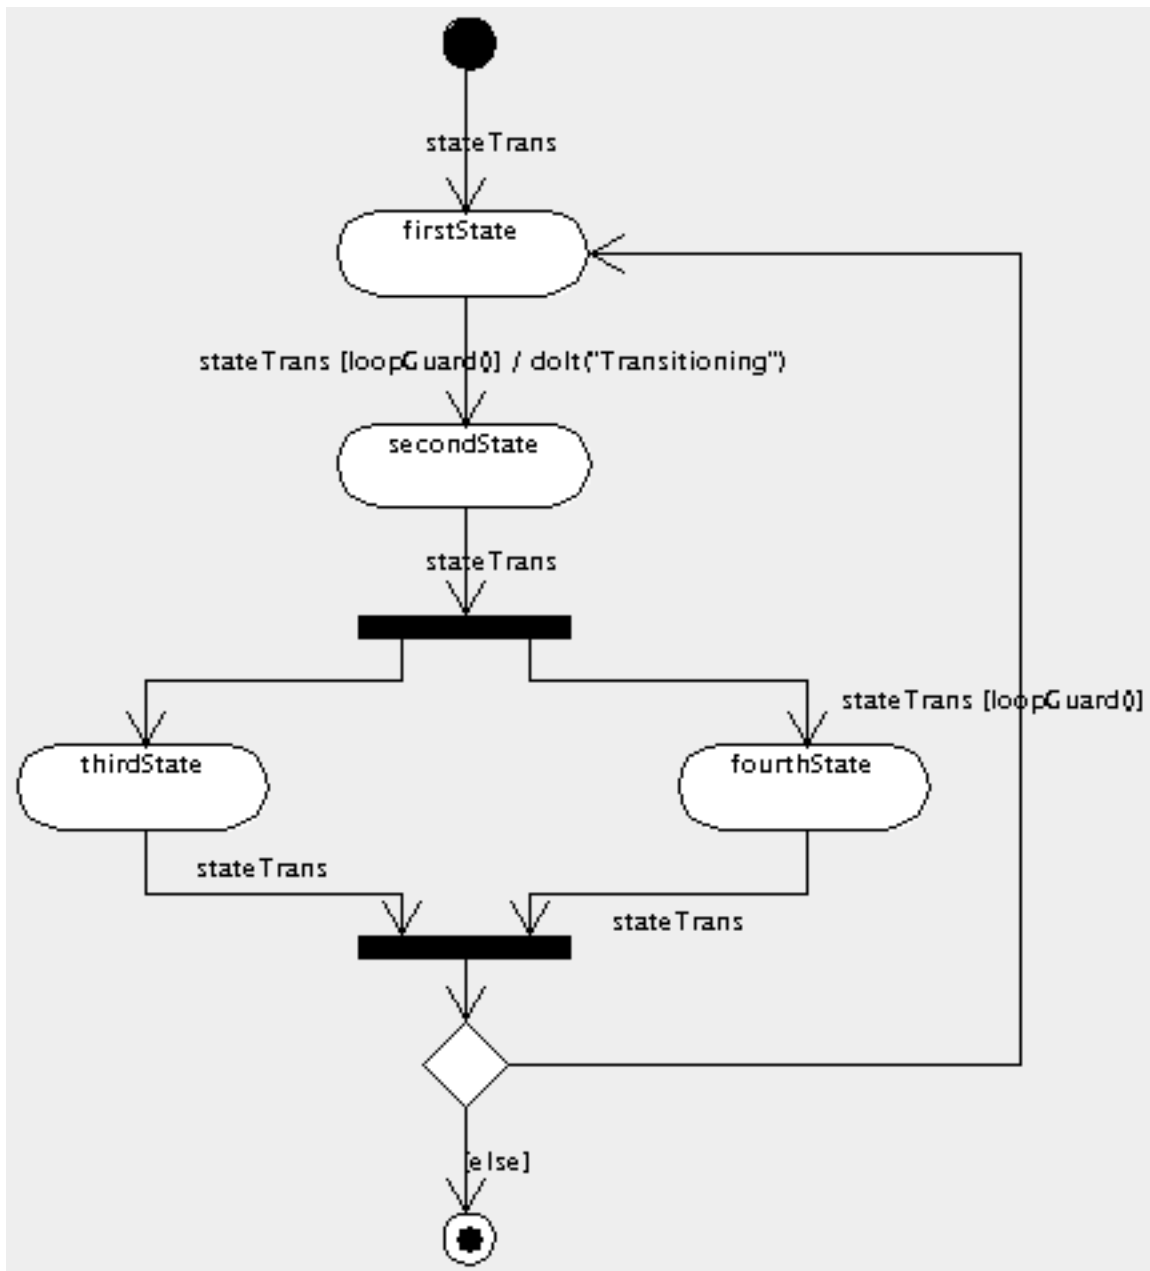 stateTrans
firstState
stateTrans [loopGuard()] / doIt("Transitioning")
secondState
stateTrans
stateTrans [loopGuard()]
thirdState
fourthState
stateTrans
stateTrans
[else]